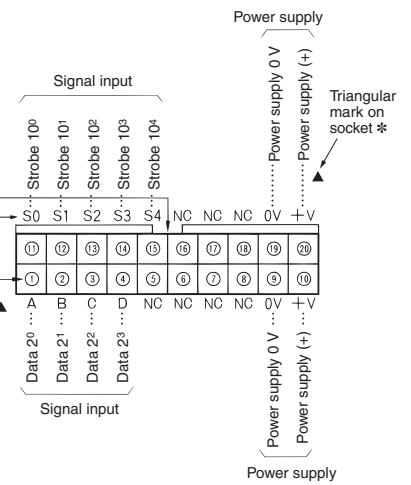 Power supply
Signal input
Triangular
mark on
socket *
Strobe 10⁰
Strobe 10¹
Strobe 10²
Strobe 10³
Strobe 10⁴
Power supply 0 V
Power supply (+)
S0 S1 S2 S3 S4 NC NC NC 0V +V
⑪ ⑫ ⑬ ⑭ ⑮ ⑯ ⑰ ⑱ ⑲ ⑳
① ② ③ ④ ⑤ ⑥ ⑦ ⑧ ⑨ ⑩
A B C D NC NC NC NC 0V +V
Data 2⁰
Data 2¹
Data 2²
Data 2³
Power supply 0 V
Power supply (+)
Signal input
Power supply